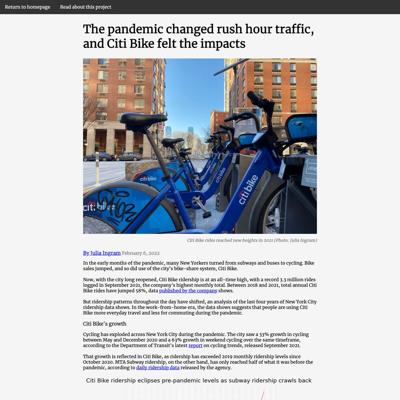 Return to homepage    Read about this project
The pandemic changed rush hour traffic,
and Citi Bike felt the impacts
citi bike
citi bike
citi bike
Citi Bike rides reached new heights in 2021 (Photo: Julia Ingram)
By Julia Ingram February 6, 2022
In the early months of the pandemic, many New Yorkers turned from subways and buses to cycling. Bike
sales jumped, and so did use of the city's bike-share system, Citi Bike.
Now, with the city long reopened, Citi Bike ridership is at an all-time high, with a record 3.3 million rides
logged in September 2021, the company's highest monthly total. Between 2018 and 2021, total annual Citi
Bike rides have jumped 58%, data published by the company shows.
But ridership patterns throughout the day have shifted, an analysis of the last four years of New York City
ridership data shows. In the work-from-home era, the data shows suggests that people are using Citi
Bike more everyday travel and less for commuting during the pandemic.
Citi Bike's growth
Cycling has exploded across New York City during the pandemic. The city saw a 33% growth in cycling
between May and December 2020 and a 63% growth in weekend cycling over the same timeframe,
according to the Department of Transit's latest report on cycling trends, released September 2021.
That growth is reflected in Citi Bike, as ridership has exceeded 2019 monthly ridership levels since
October 2020. MTA Subway ridership, on the other hand, has only reached half of what it was before the
pandemic, according to daily ridership data released by the agency.
Citi Bike ridership eclipses pre-pandemic levels as subway ridership crawls back